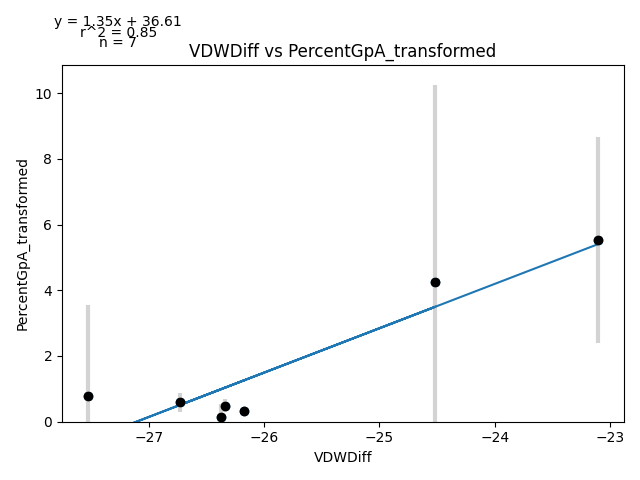 y = 1.35x + 36.61
r^2 = 0.85
n = 7
VDWDiff vs PercentGpA_transformed
PercentGpA_transformed
10
8
6
4
2
0
−27 −26 −25 −24 −23
VDWDiff